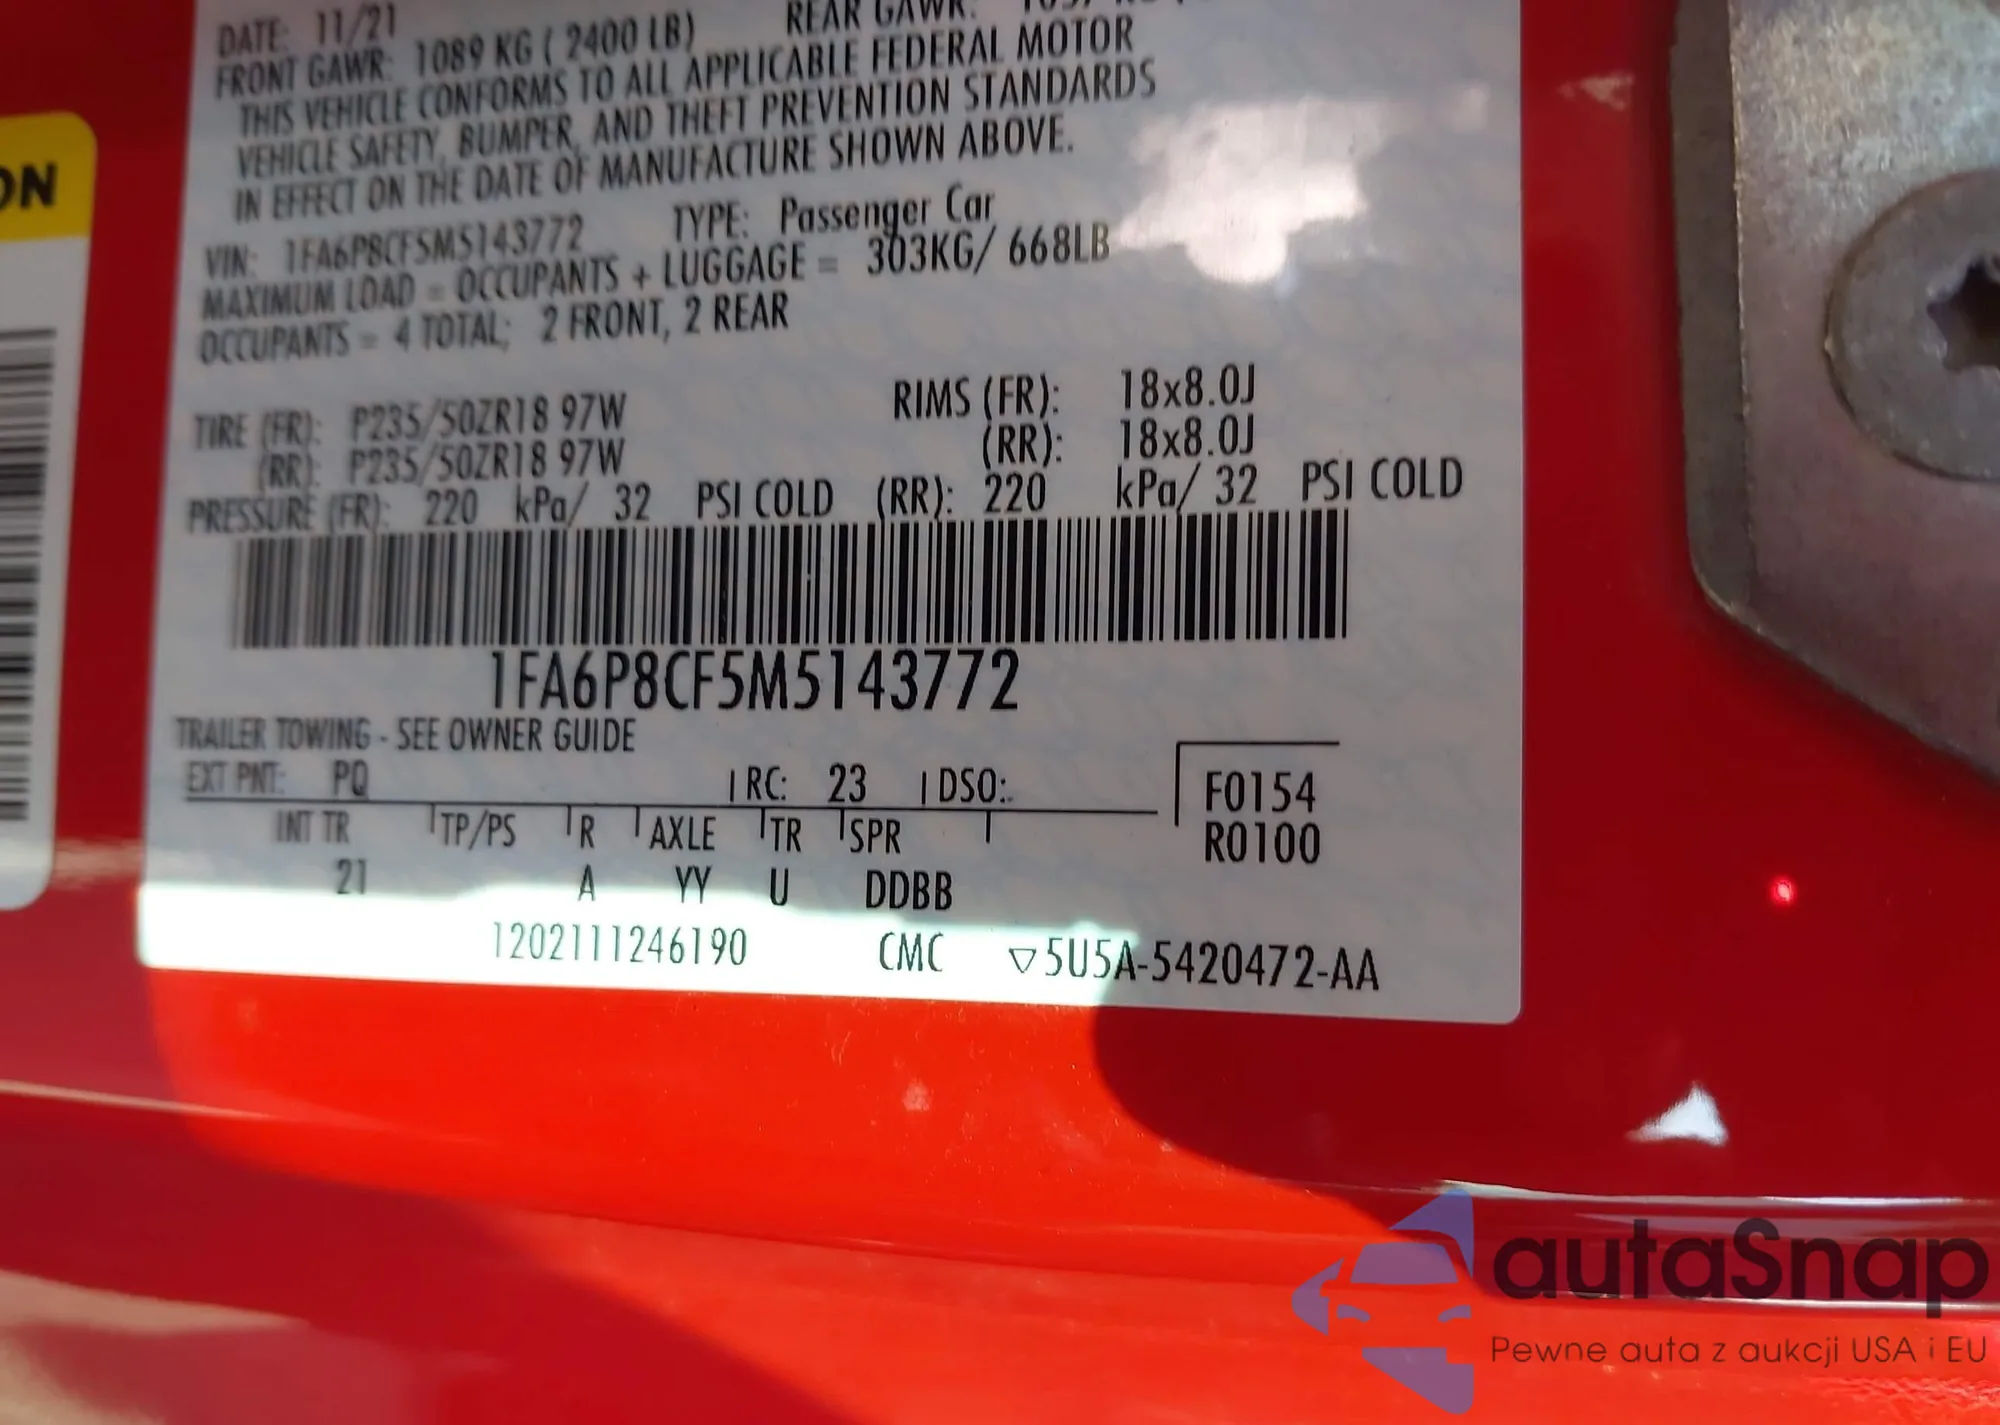 DATE: 11/21
REAR GAWR:
FRONT GAWR: 1089 KG ( 2400 LB)
THIS VEHICLE CONFORMS TO ALL APPLICABLE FEDERAL MOTOR
VEHICLE SAFETY, BUMPER, AND THEFT PREVENTION STANDARDS
IN EFFECT ON THE DATE OF MANUFACTURE SHOWN ABOVE.
VIN: 1FA6P8CF5M5143772 TYPE: Passenger Car
MAXIMUM LOAD = OCCUPANTS + LUGGAGE = 303KG/ 668LB
OCCUPANTS = 4 TOTAL; 2 FRONT, 2 REAR
TIRE (FR): P235/50ZR18 97W RIMS (FR): 18x8.0J
(RR): P235/50ZR18 97W (RR): 18x8.0J
PRESSURE (FR): 220 kPa/ 32 PSI COLD (RR): 220 kPa/ 32 PSI COLD
1FA6P8CF5M5143772
TRAILER TOWING - SEE OWNER GUIDE
EXT PNT: PQ RC: 23 DSO: F0154
INT TR TP/PS R AXLE TR SPR R0100
21 A YY U DDBB
1202111246190 CMC ▽5U5A-5420472-AA
ON
autaSnap
Pewne auta z aukcji USA i EU